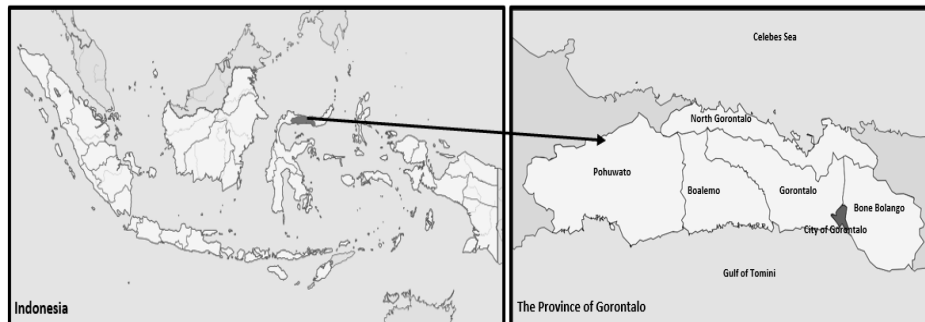 Indonesia
Celebes Sea
North Gorontalo
Pohuwato
Boalemo
Gorontalo
Bone Bolango
City of Gorontalo
Gulf of Tomini
The Province of Gorontalo